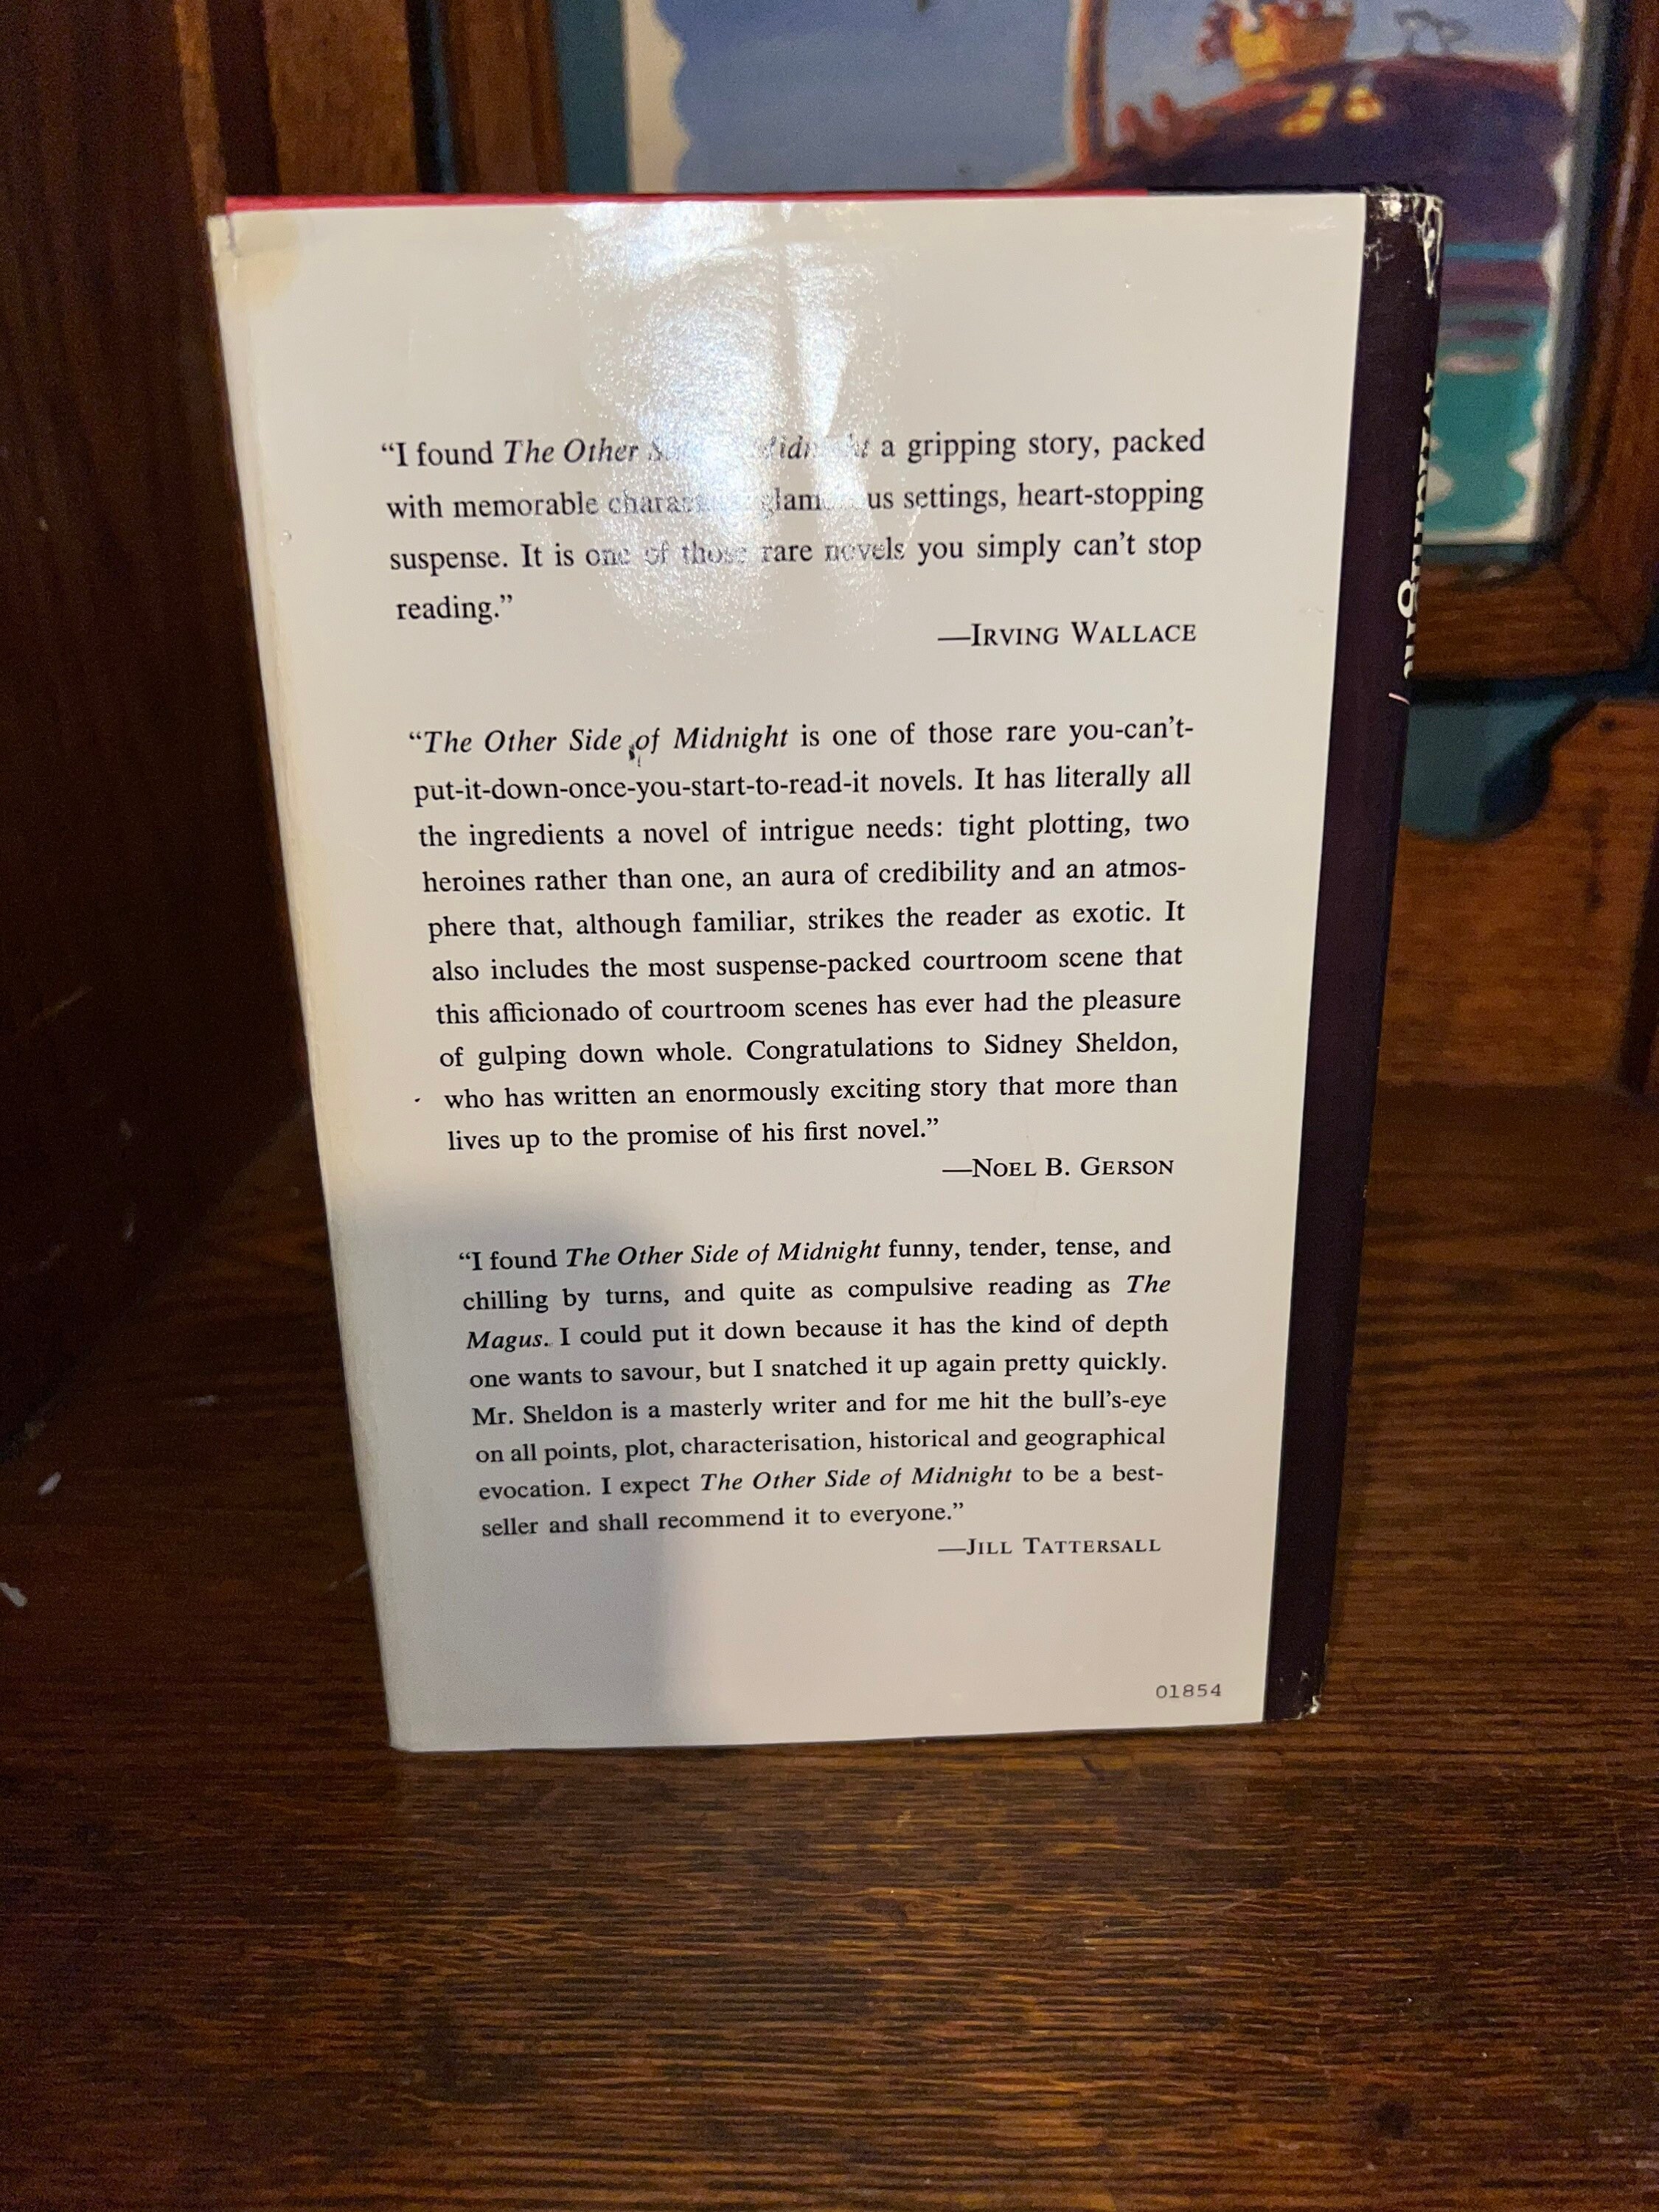 “I found The Other a gripping story, packed
with memorable us settings, heart-stopping
suspense. It is one of those rare novels you simply can’t stop
reading.”
—IRVING WALLACE
“The Other Side of Midnight is one of those rare you-can’t-
put-it-down-once-you-start-to-read-it novels. It has literally all
the ingredients a novel of intrigue needs: tight plotting, two
heroines rather than one, an aura of credibility and an atmos-
phere that, although familiar, strikes the reader as exotic. It
also includes the most suspense-packed courtroom scene that
this afficionado of courtroom scenes has ever had the pleasure
of gulping down whole. Congratulations to Sidney Sheldon,
who has written an enormously exciting story that more than
lives up to the promise of his first novel.”
—NOEL B. GERSON
“I found The Other Side of Midnight funny, tender, tense, and
chilling by turns, and quite as compulsive reading as The
Magus. I could put it down because it has the kind of depth
one wants to savour, but I snatched it up again pretty quickly.
Mr. Sheldon is a masterly writer and for me hit the bull’s-eye
on all points, plot, characterisation, historical and geographical
evocation. I expect The Other Side of Midnight to be a best-
seller and shall recommend it to everyone.”
—JILL TATTERSALL
01854